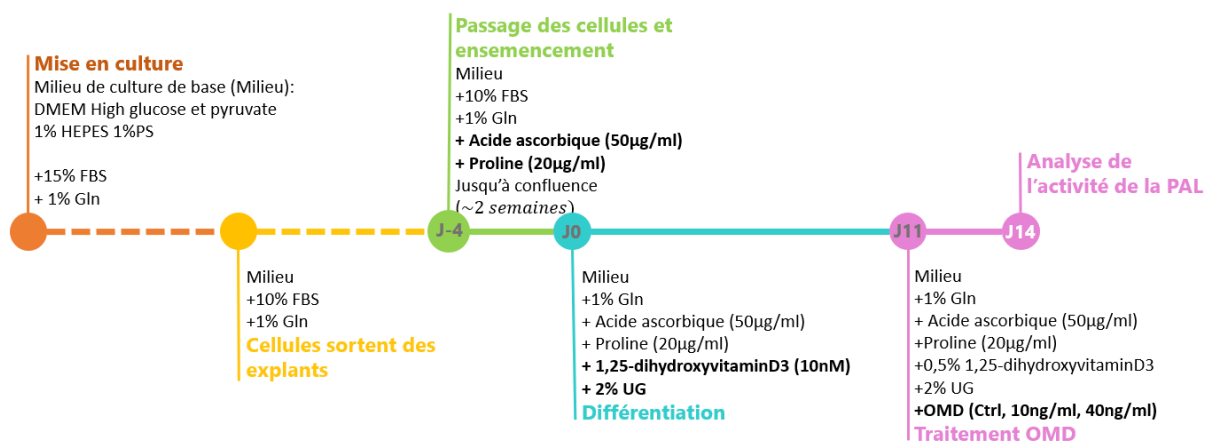 Mise en culture
Milieu de culture de base (Milieu):
DMEM High glucose et pyruvate
1% HEPES 1%PS
+15% FBS
+ 1% Gln
Milieu
+10% FBS
+1% Gln
Cellules sortent des
explants
Passage des cellules et
ensemencement
Milieu
+10% FBS
+1% Gln
+ Acide ascorbique (50µg/ml)
+ Proline (20µg/ml)
Jusqu'à confluence
(~2 semaines)
J-4
J0
Milieu
+1% Gln
+ Acide ascorbique (50µg/ml)
+ Proline (20µg/ml)
+ 1,25-dihydroxyvitaminD3 (10nM)
+ 2% UG
Différentiation
J11
Milieu
+1% Gln
+ Acide ascorbique (50µg/ml)
+Proline (20µg/ml)
+0,5% 1,25-dihydroxyvitaminD3
+2% UG
+OMD (Ctrl, 10ng/ml, 40ng/ml)
Traitement OMD
Analyse de
l'activité de la PAL
J14